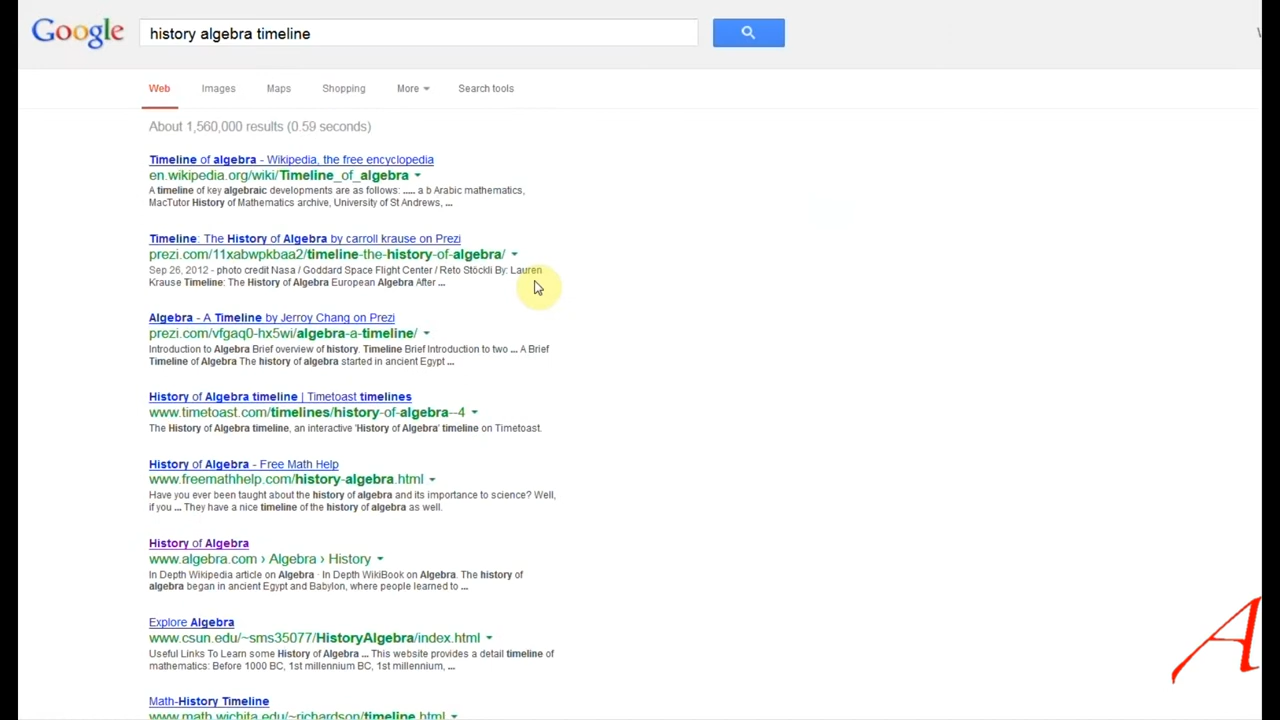 Google
history algebra timeline
Web Images Maps Shopping More Search tools
About 1,560,000 results (0.59 seconds)
Timeline of algebra - Wikipedia, the free encyclopedia
en.wikipedia.org/wiki/Timeline_of_algebra
A timeline of key algebraic developments are as follows: ..... a b Arabic mathematics,
MacTutor History of Mathematics archive, University of St Andrews, ...
Timeline: The History of Algebra by carroll krause on Prezi
prezi.com/11xabwpkbaa2/timeline-the-history-of-algebra/
Sep 26, 2012 - photo credit Nasa / Goddard Space Flight Center / Reto Stöckli By: Lauren
Krause Timeline: The History of Algebra European Algebra After ...
Algebra - A Timeline by Jerroy Chang on Prezi
prezi.com/vfgaq0-hx5wi/algebra-a-timeline/
Introduction to Algebra Brief overview of history. Timeline Brief Introduction to two ... A Brief
Timeline of Algebra The history of algebra started in ancient Egypt ...
History of Algebra timeline | Timetoast timelines
www.timetoast.com/timelines/history-of-algebra--4
The History of Algebra timeline, an interactive 'History of Algebra' timeline on Timetoast.
History of Algebra - Free Math Help
www.freemathhelp.com/history-algebra.html
Have you ever been taught about the history of algebra and its importance to science? Well,
if you ... They have a nice timeline of the history of algebra as well.
History of Algebra
www.algebra.com › Algebra › History
In Depth Wikipedia article on Algebra · In Depth WikiBook on Algebra. The history of
algebra began in ancient Egypt and Babylon, where people learned to ...
Explore Algebra
www.csun.edu/~sms35077/HistoryAlgebra/index.html
Useful Links To Learn some History of Algebra ... This website provides a detail timeline of
mathematics: Before 1000 BC, 1st millennium BC, 1st millennium, ...
Math-History Timeline
www.math.wichita.edu/~richardson/timeline.html
A